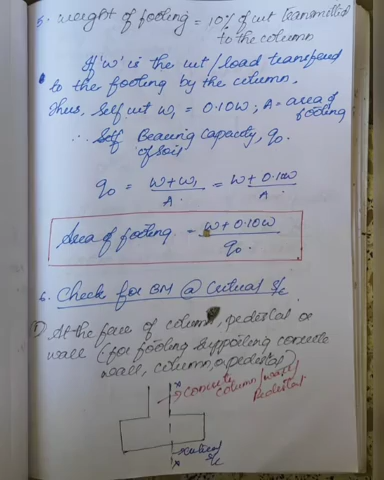 5. weight of footing = 10% of wt transmitted
to the column
If 'w' is the wt/load transferred
to the footing by the column.
Thus, Self wt w₁ = 0.10w; A = area of
footing
∴ Safe Bearing capacity, q₀.
of soil
q₀ = (w+w₁)/A. = (w+0.10w)/A.
Area of footing = (w+0.10w)/q₀.
6. Check for BM @ critical s/c
① At the face of column, pedestal or
wall (for footing supporting concrete
wall, column, or pedestal)
x
→ concrete
column/wall/
pedestal
→ critical
s/c
x